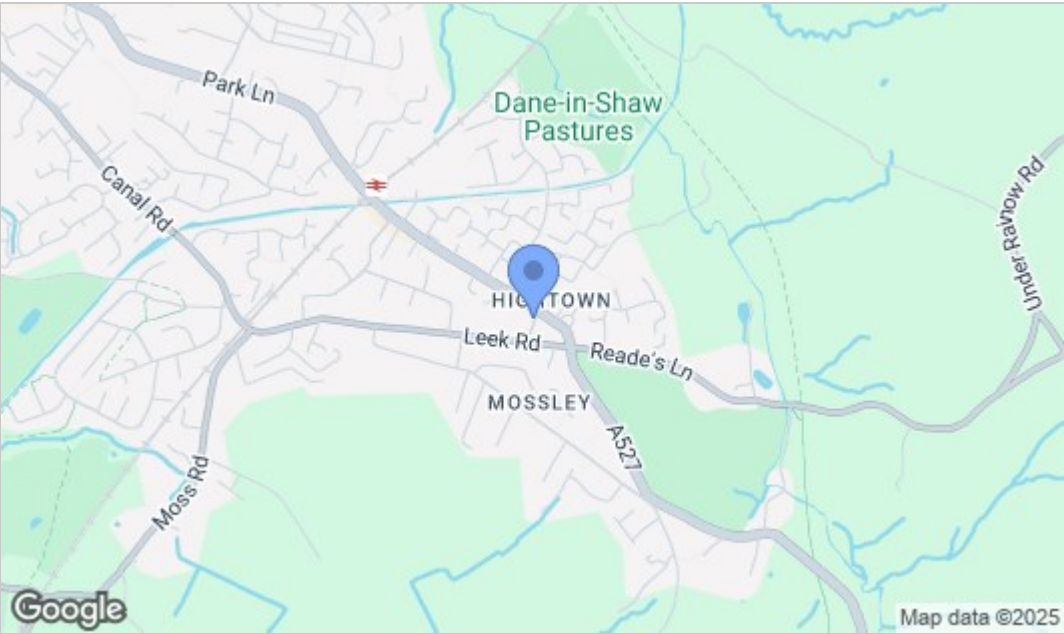 Park Ln
Dane-in-Shaw
Pastures
Canal Rd
Under Rainow Rd
HIGHTOWN
Leek Rd
Reade's Ln
MOSSLEY
A527
Moss Rd
Google
Map data ©2025